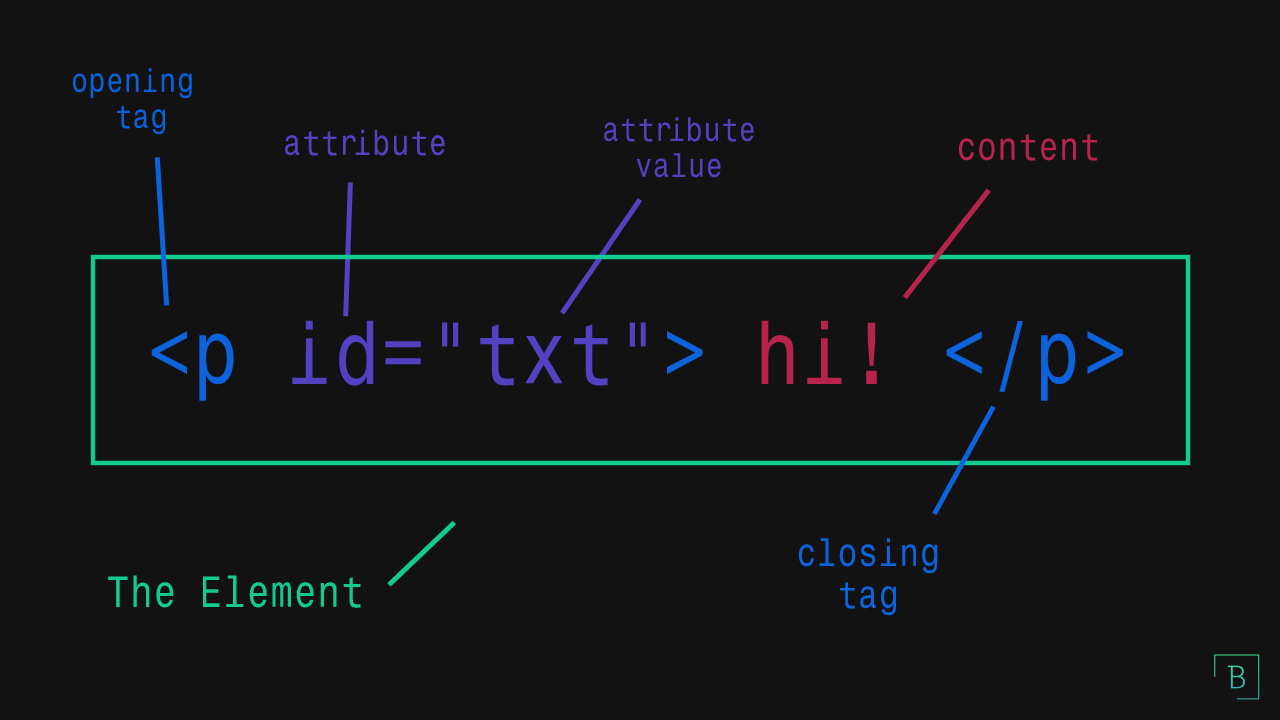 opening
tag
attribute
attribute
value
content
<p id="txt"> hi! </p>
The Element
closing
tag
B